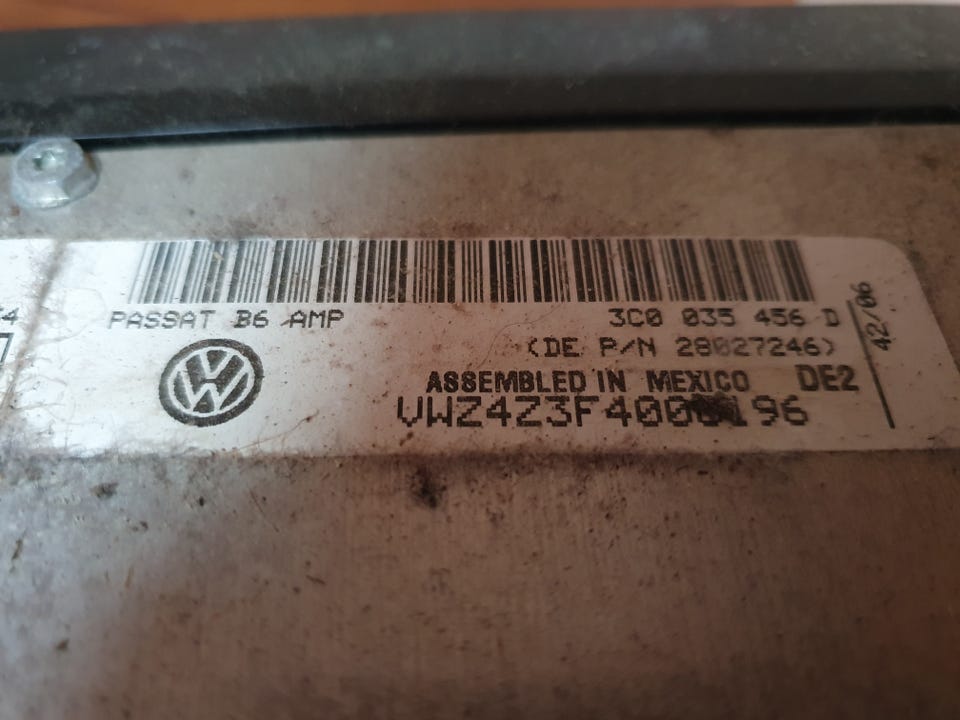 PASSAT B6 AMP
3C0 035 456 D
(DE P/N 28027246)
ASSEMBLED IN MEXICO DE2
42/06